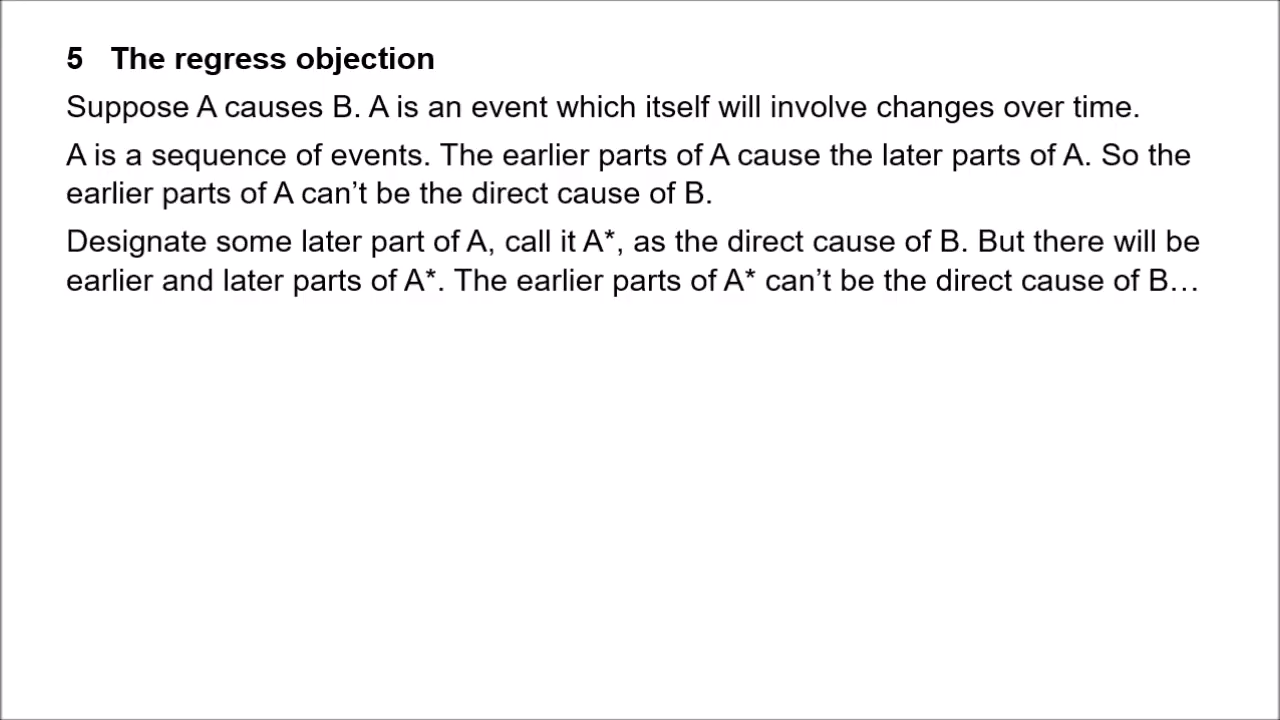 5 The regress objection
Suppose A causes B. A is an event which itself will involve changes over time.
A is a sequence of events. The earlier parts of A cause the later parts of A. So the
earlier parts of A can’t be the direct cause of B.
Designate some later part of A, call it A*, as the direct cause of B. But there will be
earlier and later parts of A*. The earlier parts of A* can’t be the direct cause of B…